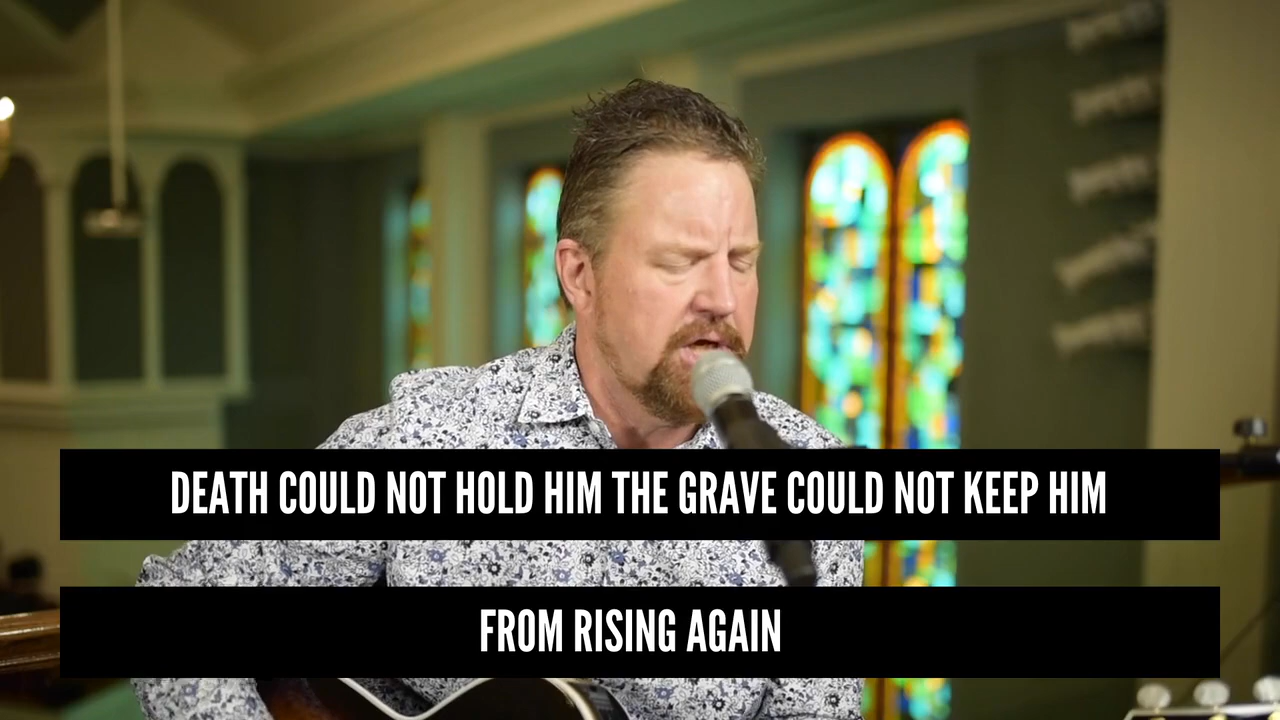 DEATH COULD NOT HOLD HIM THE GRAVE COULD NOT KEEP HIM
FROM RISING AGAIN